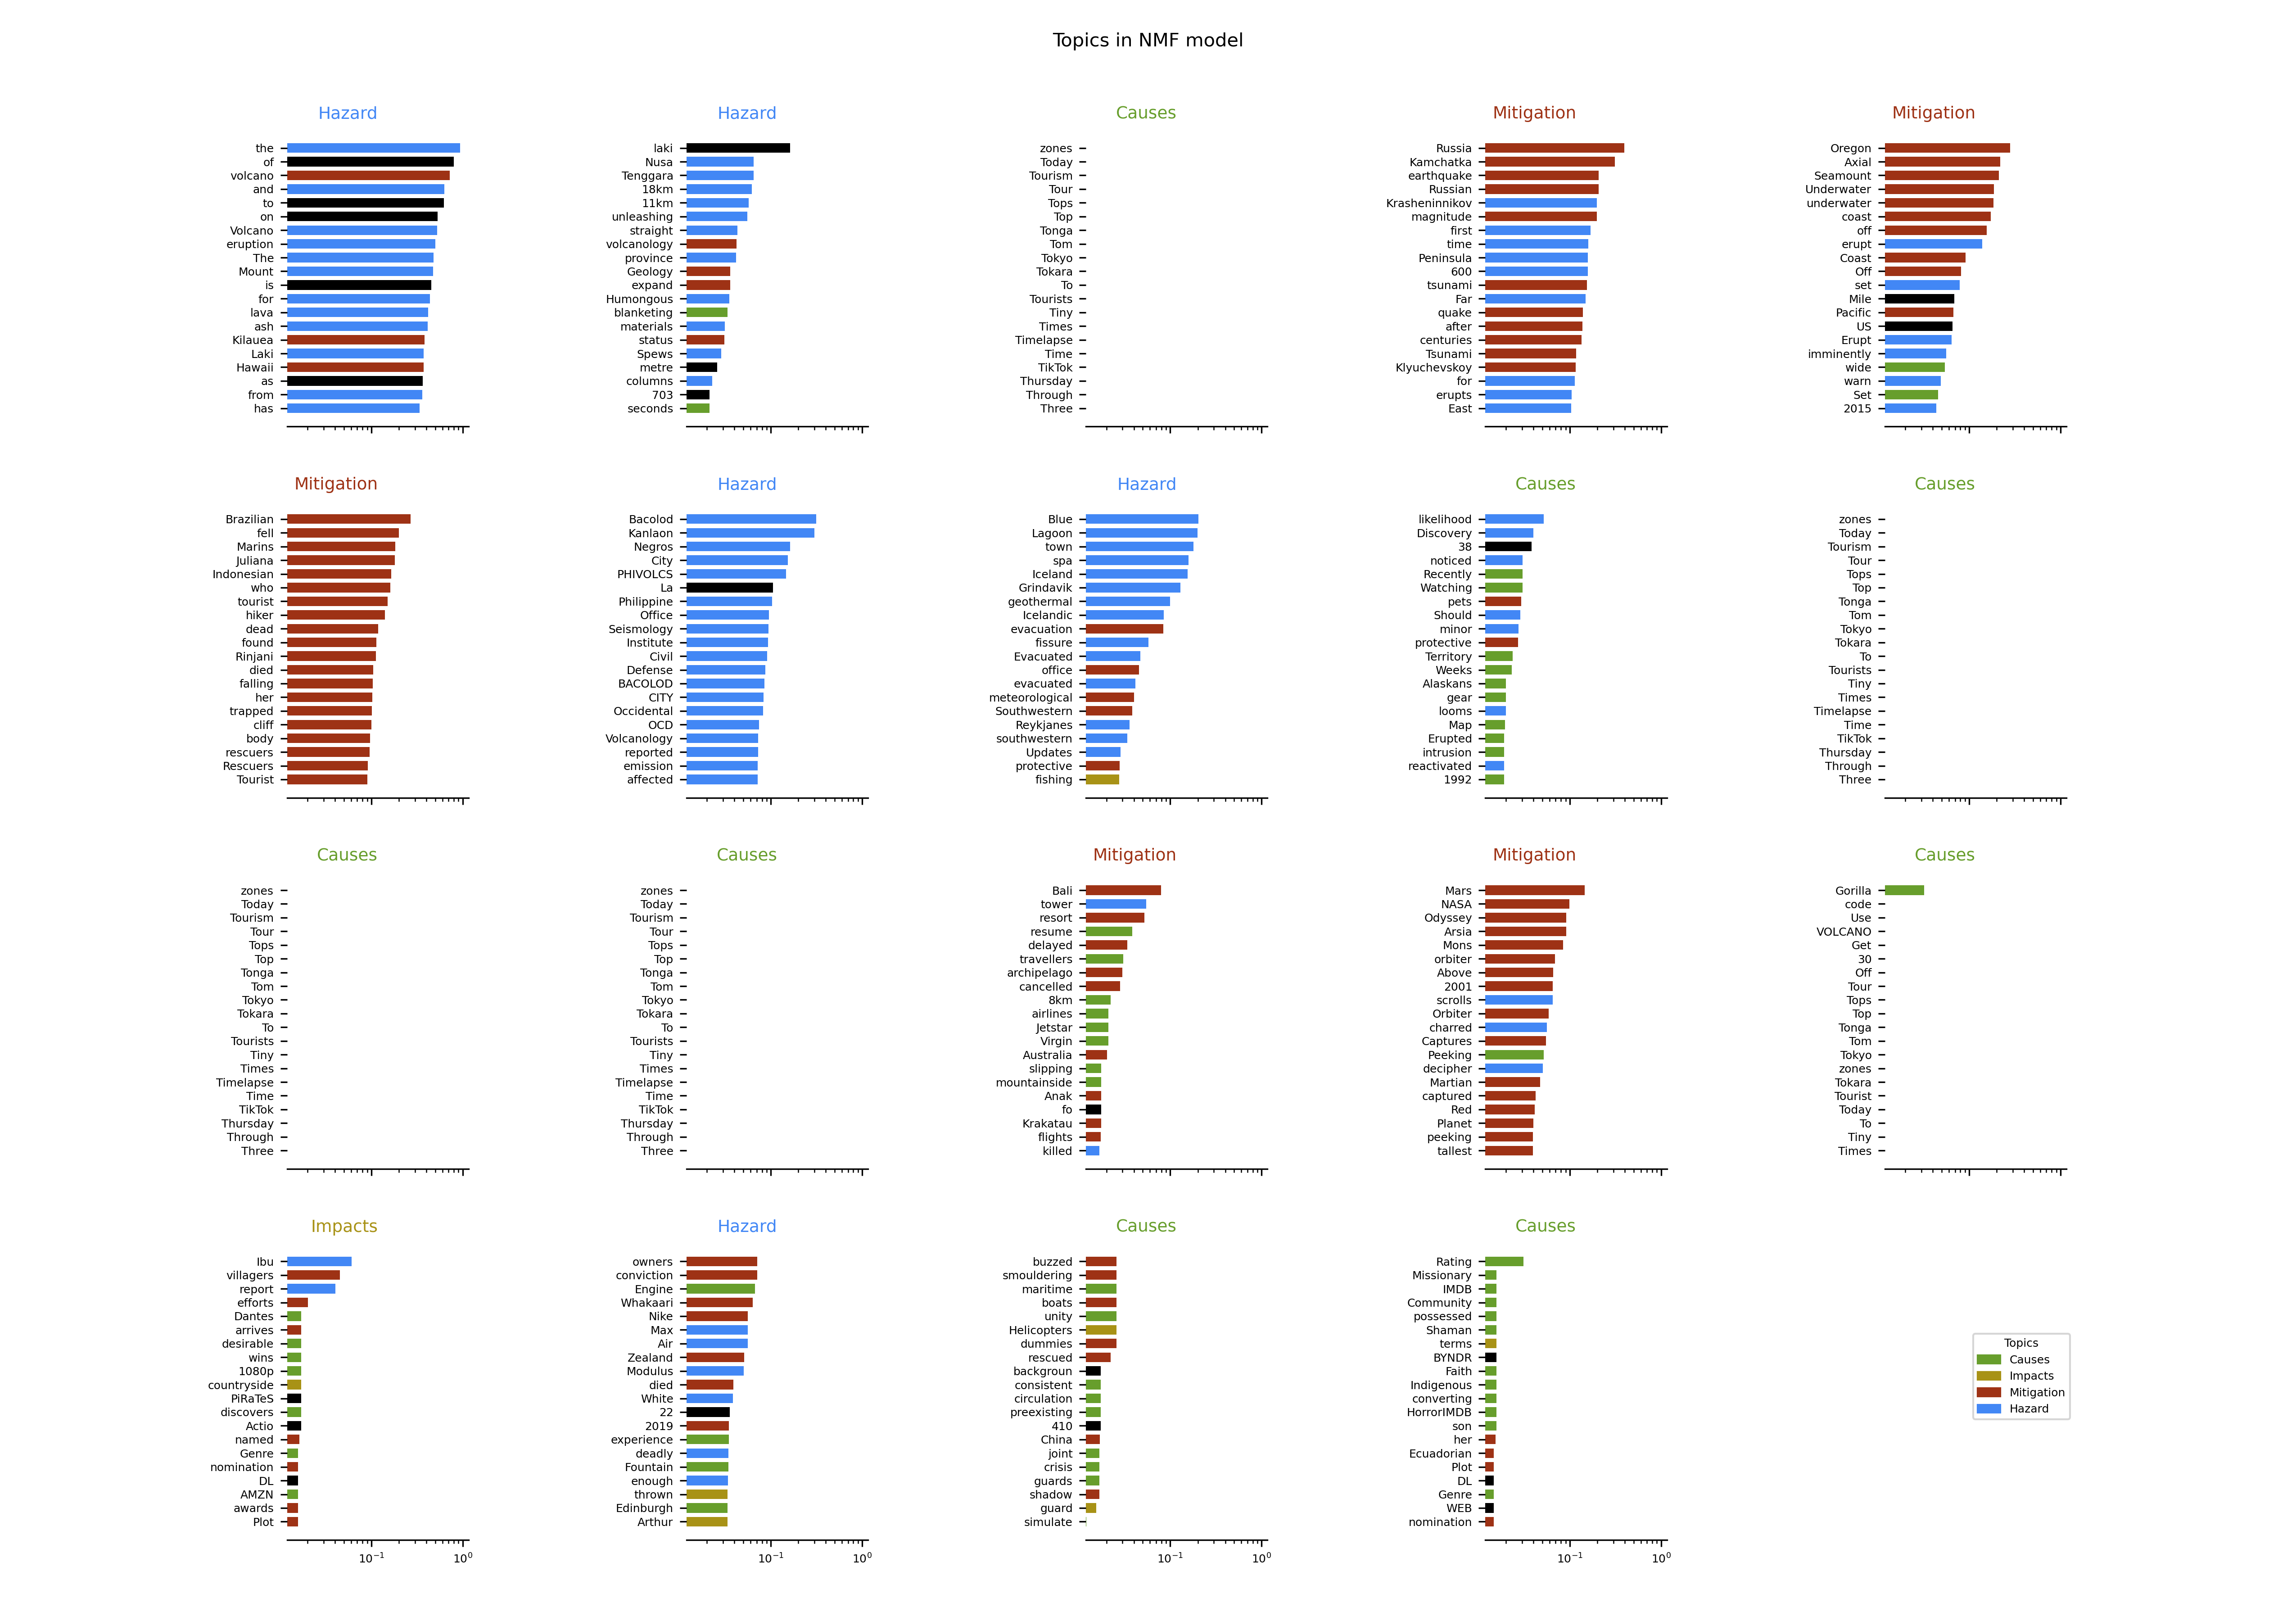 Topics in NMF model
Hazard
the
of
volcano
and
to
on
Volcano
eruption
The
Mount
is
for
lava
ash
Kilauea
Laki
Hawaii
as
from
has
Hazard
laki
Nusa
Tenggara
18km
11km
unleashing
straight
volcanology
province
Geology
expand
Humongous
blanketing
materials
status
Spews
metre
columns
703
seconds
Causes
zones
Today
Tourism
Tour
Tops
Top
Tonga
Tom
Tokyo
Tokara
To
Tourists
Tiny
Times
Timelapse
Time
TikTok
Thursday
Through
Three
Mitigation
Russia
Kamchatka
earthquake
Russian
Krasheninnikov
magnitude
first
time
Peninsula
600
tsunami
Far
quake
after
centuries
Tsunami
Klyuchevskoy
for
erupts
East
Mitigation
Oregon
Axial
Seamount
Underwater
underwater
coast
off
erupt
Coast
Off
set
Mile
Pacific
US
Erupt
imminently
wide
warn
Set
2015
Mitigation
Brazilian
fell
Marins
Juliana
Indonesian
who
tourist
hiker
dead
found
Rinjani
died
falling
her
trapped
cliff
body
rescuers
Rescuers
Tourist
Hazard
Bacolod
Kanlaon
Negros
City
PHIVOLCS
La
Philippine
Office
Seismology
Institute
Civil
Defense
BACOLOD
CITY
Occidental
OCD
Volcanology
reported
emission
affected
Hazard
Blue
Lagoon
town
spa
Iceland
Grindavik
geothermal
Icelandic
evacuation
fissure
Evacuated
office
evacuated
meteorological
Southwestern
Reykjanes
southwestern
Updates
protective
fishing
Causes
likelihood
Discovery
38
noticed
Recently
Watching
pets
Should
minor
protective
Territory
Weeks
Alaskans
gear
looms
Map
Erupted
intrusion
reactivated
1992
Causes
zones
Today
Tourism
Tour
Tops
Top
Tonga
Tom
Tokyo
Tokara
To
Tourists
Tiny
Times
Timelapse
Time
TikTok
Thursday
Through
Three
Causes
zones
Today
Tourism
Tour
Tops
Top
Tonga
Tom
Tokyo
Tokara
To
Tourists
Tiny
Times
Timelapse
Time
TikTok
Thursday
Through
Three
Causes
zones
Today
Tourism
Tour
Tops
Top
Tonga
Tom
Tokyo
Tokara
To
Tourists
Tiny
Times
Timelapse
Time
TikTok
Thursday
Through
Three
Mitigation
Bali
tower
resort
resume
delayed
travellers
archipelago
cancelled
8km
airlines
Jetstar
Virgin
Australia
slipping
mountainside
Anak
fo
Krakatau
flights
killed
Mitigation
Mars
NASA
Odyssey
Arsia
Mons
orbiter
Above
2001
scrolls
Orbiter
charred
Captures
Peeking
decipher
Martian
captured
Red
Planet
peeking
tallest
Causes
Gorilla
code
Use
VOLCANO
Get
30
Off
Tour
Tops
Top
Tonga
Tom
Tokyo
zones
Tokara
Tourist
Today
To
Tiny
Times
Impacts
Ibu
villagers
report
efforts
Dantes
arrives
desirable
wins
1080p
countryside
PiRaTeS
discovers
Actio
named
Genre
nomination
DL
AMZN
awards
Plot
10⁻¹ 10⁰
Hazard
owners
conviction
Engine
Whakaari
Nike
Max
Air
Zealand
Modulus
died
White
22
2019
experience
deadly
Fountain
enough
thrown
Edinburgh
Arthur
10⁻¹ 10⁰
Causes
buzzed
smouldering
maritime
boats
unity
Helicopters
dummies
rescued
backgroun
consistent
circulation
preexisting
410
China
joint
crisis
guards
shadow
guard
simulate
10⁻¹ 10⁰
Causes
Rating
Missionary
IMDB
Community
possessed
Shaman
terms
BYNDR
Faith
Indigenous
converting
HorrorIMDB
son
her
Ecuadorian
Plot
DL
Genre
WEB
nomination
10⁻¹ 10⁰
Topics
Causes
Impacts
Mitigation
Hazard